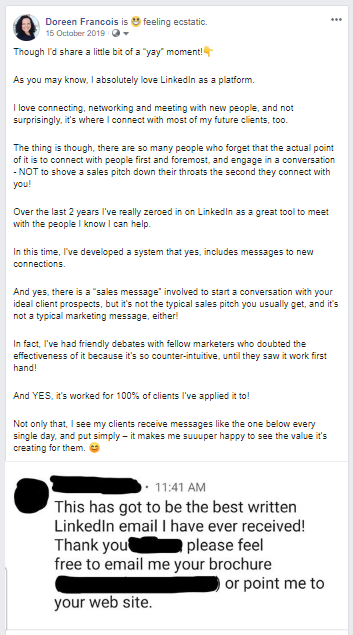 Doreen Francois is 😃 feeling ecstatic.
15 October 2019
Though I'd share a little bit of a "yay" moment!👇
As you may know, I absolutely love LinkedIn as a platform.
I love connecting, networking and meeting with new people, and not
surprisingly, it's where I connect with most of my future clients, too.
The thing is though, there are so many people who forget that the actual point
of it is to connect with people first and foremost, and engage in a conversation
- NOT to shove a sales pitch down their throats the second they connect with
you!
Over the last 2 years I've really zeroed in on LinkedIn as a great tool to meet
with the people I know I can help.
In this time, I've developed a system that yes, includes messages to new
connections.
And yes, there is a "sales message" involved to start a conversation with your
ideal client prospects, but it's not the typical sales pitch you usually get, and it's
not a typical marketing message, either!
In fact, I've had friendly debates with fellow marketers who doubted the
effectiveness of it because it's so counter-intuitive, until they saw it work first
hand!
And YES, it's worked for 100% of clients I've applied it to!
Not only that, I see my clients receive messages like the one below every
single day, and put simply – it makes me suuuper happy to see the value it's
creating for them. 😊
· 11:41 AM
This has got to be the best written
LinkedIn email I have ever received!
Thank you please feel
free to email me your brochure
) or point me to
your web site.